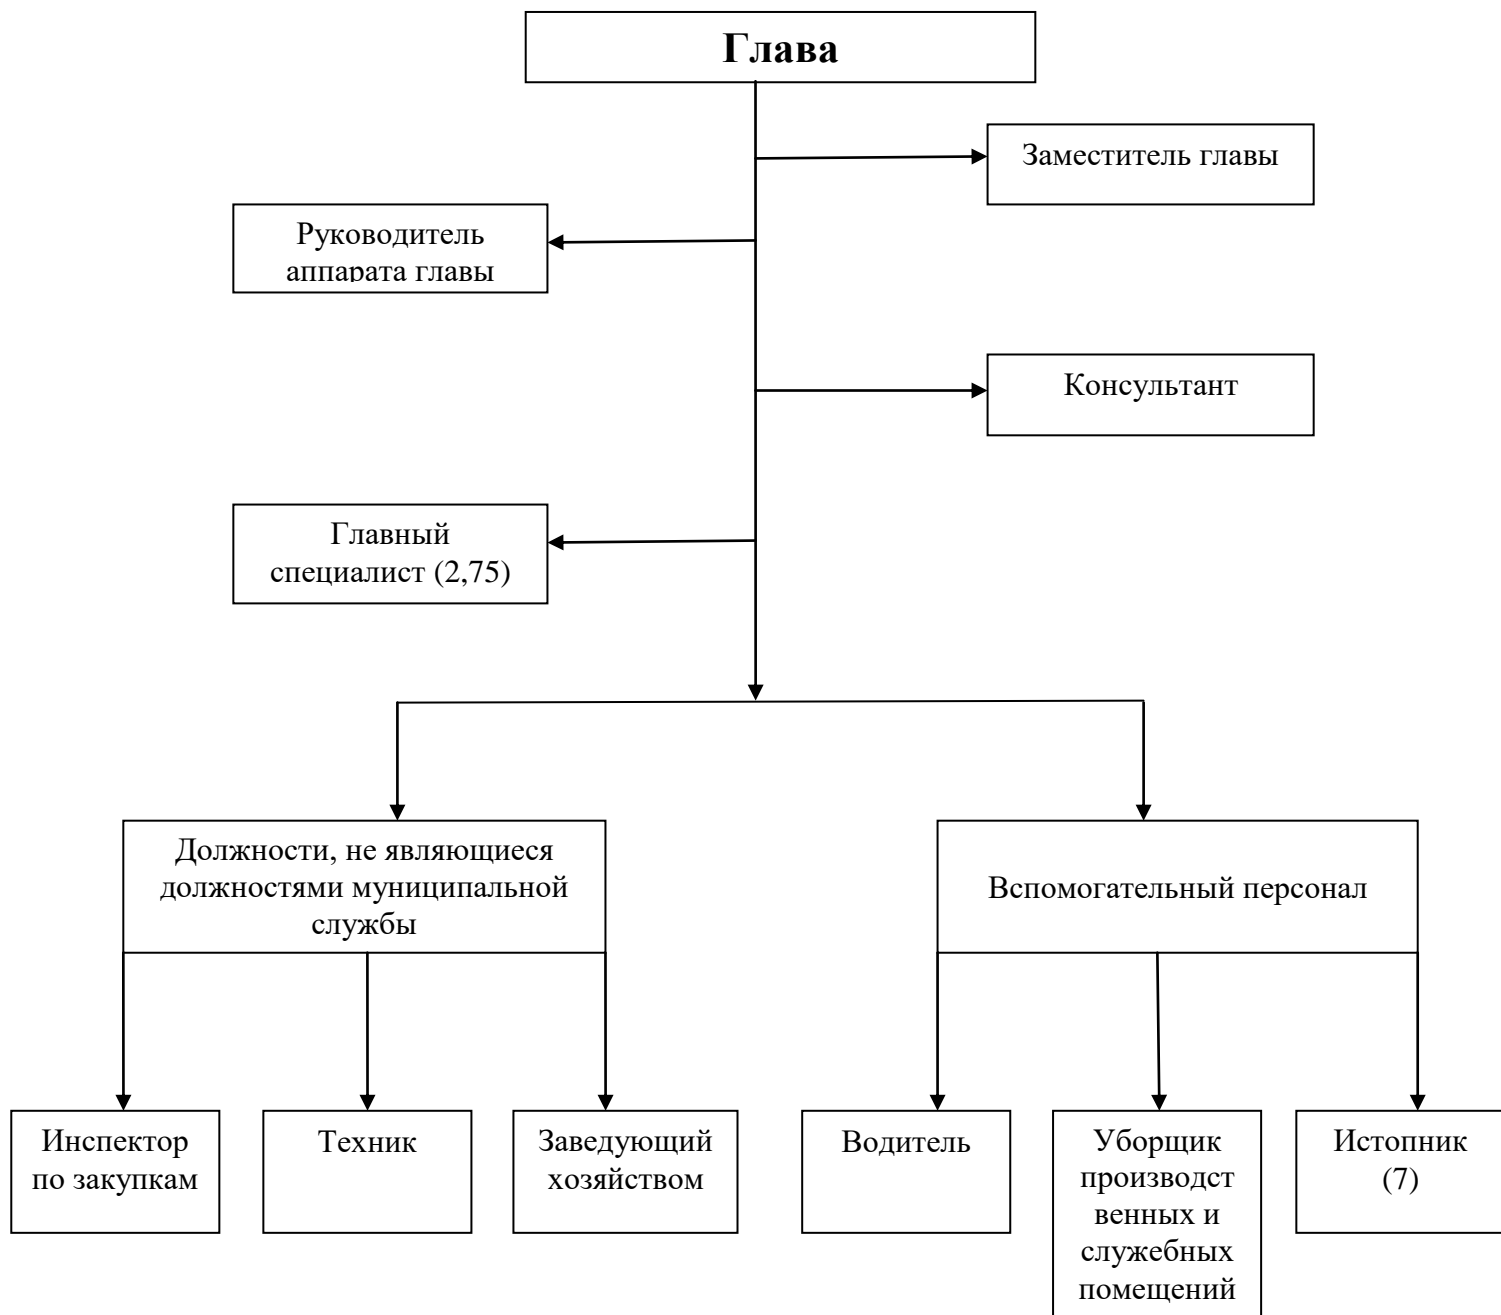 Глава
Заместитель главы
Руководитель
аппарата главы
Консультант
Главный
специалист (2,75)
Должности, не являющиеся
должностями муниципальной
службы
Вспомогательный персонал
Инспектор
по закупкам
Техник
Заведующий
хозяйством
Водитель
Уборщик
производст
венных и
служебных
помещений
Истопник
(7)